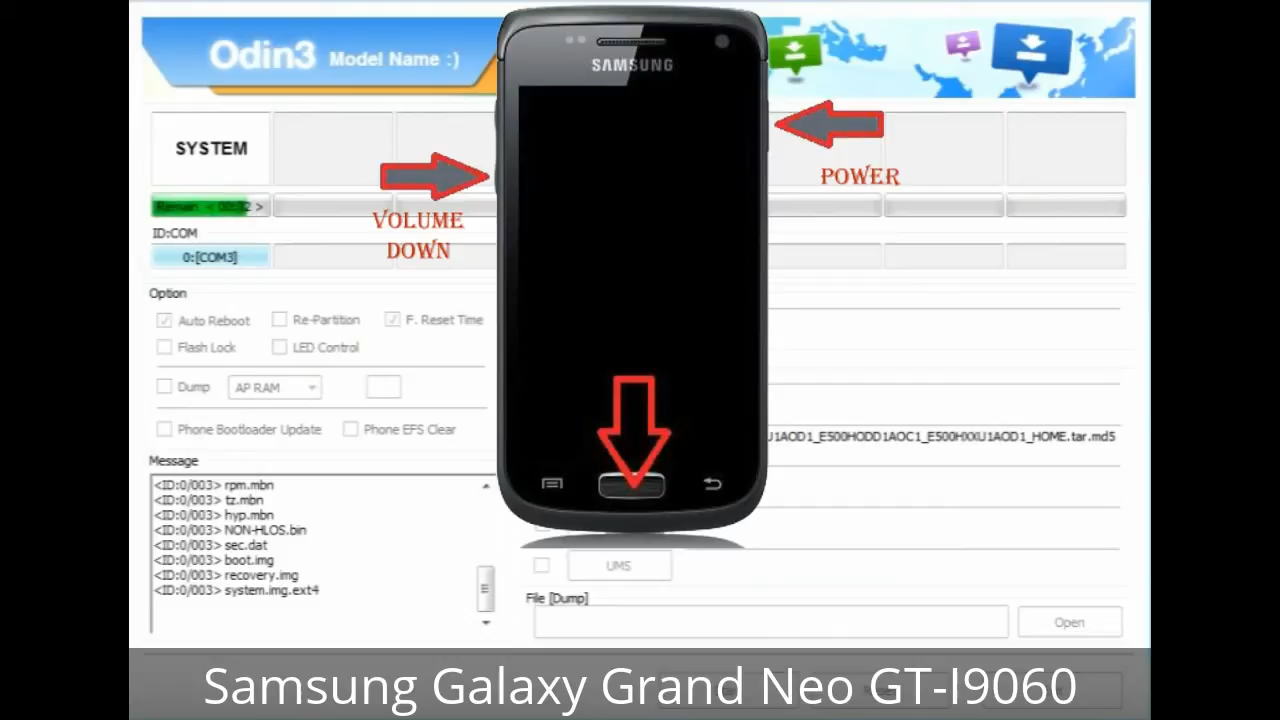 Odin3 Model Name :)
SAMSUNG
SYSTEM
POWER
Remain < 00:32 >
VOLUME
DOWN
ID:COM
0:[COM3]
Option
Auto Reboot Re-Partition F. Reset Time
Flash Lock LED Control
Dump AP RAM
Phone Bootloader Update Phone EFS Clear
U1AOD1_E500HODD1AOC1_E500HXXU1AOD1_HOME.tar.md5
Message
<ID:0/003> rpm.mbn
<ID:0/003> tz.mbn
<ID:0/003> hyp.mbn
<ID:0/003> NON-HLOS.bin
<ID:0/003> sec.dat
<ID:0/003> boot.img
<ID:0/003> recovery.img
<ID:0/003> system.img.ext4
UMS
File [Dump]
Open
Samsung Galaxy Grand Neo GT-I9060